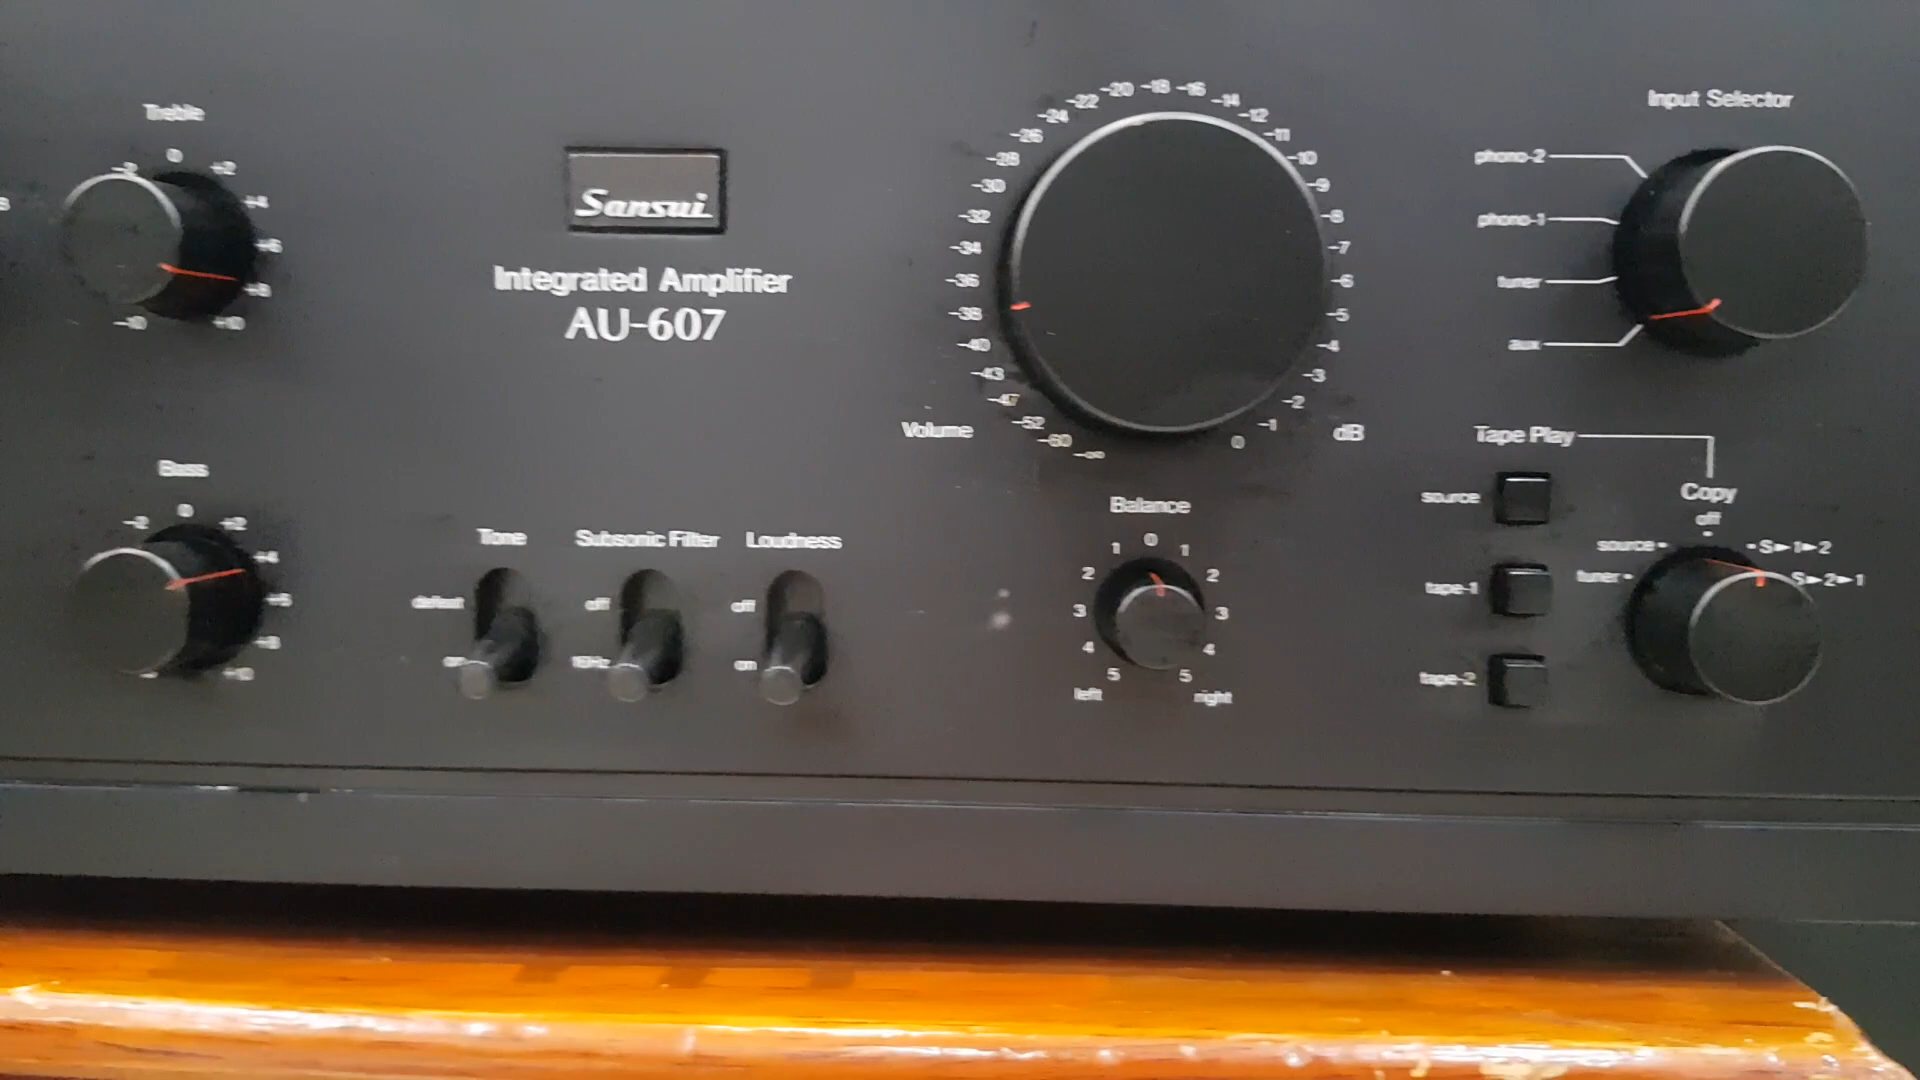 Treble
-2 0 +2
+4
+6
+8
-10 +10
Sansui
Integrated Amplifier
AU-607
Bass
-2 0 +2
+4
+6
+8
+10
Tone
defeat
on
Subsonic Filter
off
16Hz
Loudness
off
on
Volume
-∞
-60
-52
-47
-43
-40
-38
-36
-34
-32
-30
-28
-26
-24
-22
-20
-18
-16
-14
-12
-11
-10
-9
-8
-7
-6
-5
-4
-3
-2
-1
0
dB
Balance
0
1 1
2 2
3 3
4 4
5 5
left right
Input Selector
phono-2
phono-1
tuner
aux
Tape Play
source
tape-1
tape-2
Copy
off
source
tuner
S►1►2
S►2►1